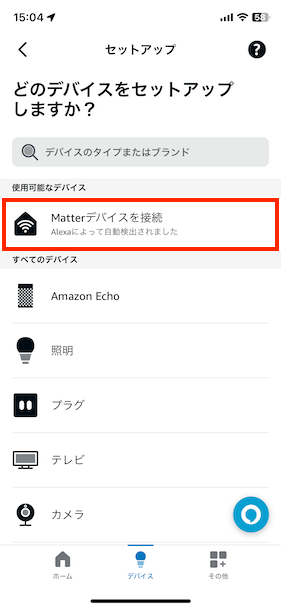 15:04
58
セットアップ
?
どのデバイスをセットアップ
しますか？
デバイスのタイプまたはブランド
使用可能なデバイス
Matterデバイスを接続
Alexaによって自動検出されました
すべてのデバイス
Amazon Echo
照明
プラグ
テレビ
カメラ
ホーム
デバイス
その他